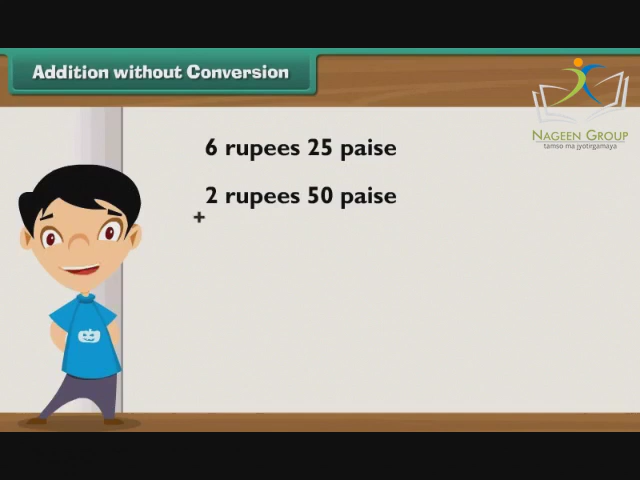 Addition without Conversion
NAGEEN GROUP
tamso ma jyotirgamaya
6 rupees 25 paise
2 rupees 50 paise
+